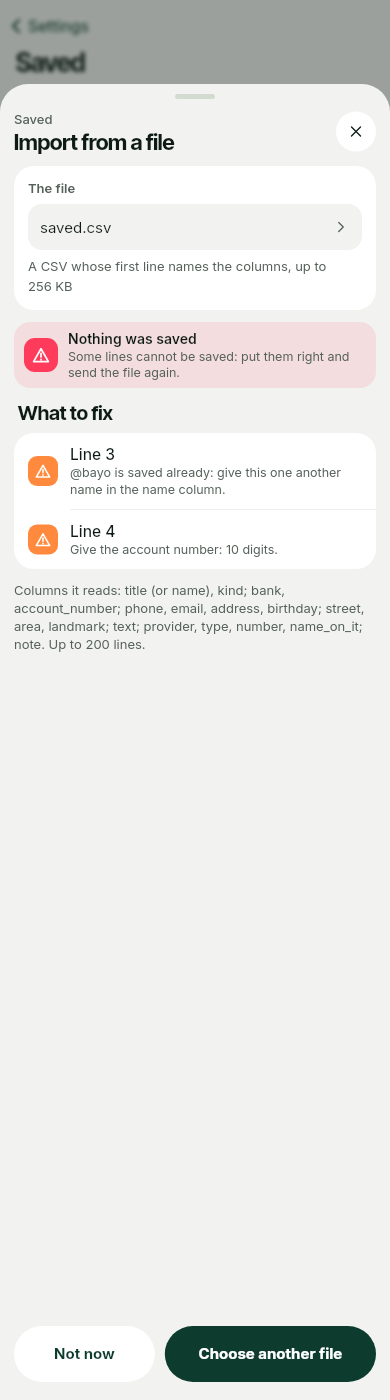 Settings
Saved
Saved
Import from a file
The file
saved.csv
A CSV whose first line names the columns, up to
256 KB
Nothing was saved
Some lines cannot be saved: put them right and
send the file again.
What to fix
Line 3
@bayo is saved already: give this one another
name in the name column.
Line 4
Give the account number: 10 digits.
Columns it reads: title (or name), kind; bank,
account_number; phone, email, address, birthday; street,
area, landmark; text; provider, type, number, name_on_it;
note. Up to 200 lines.
Not now
Choose another file